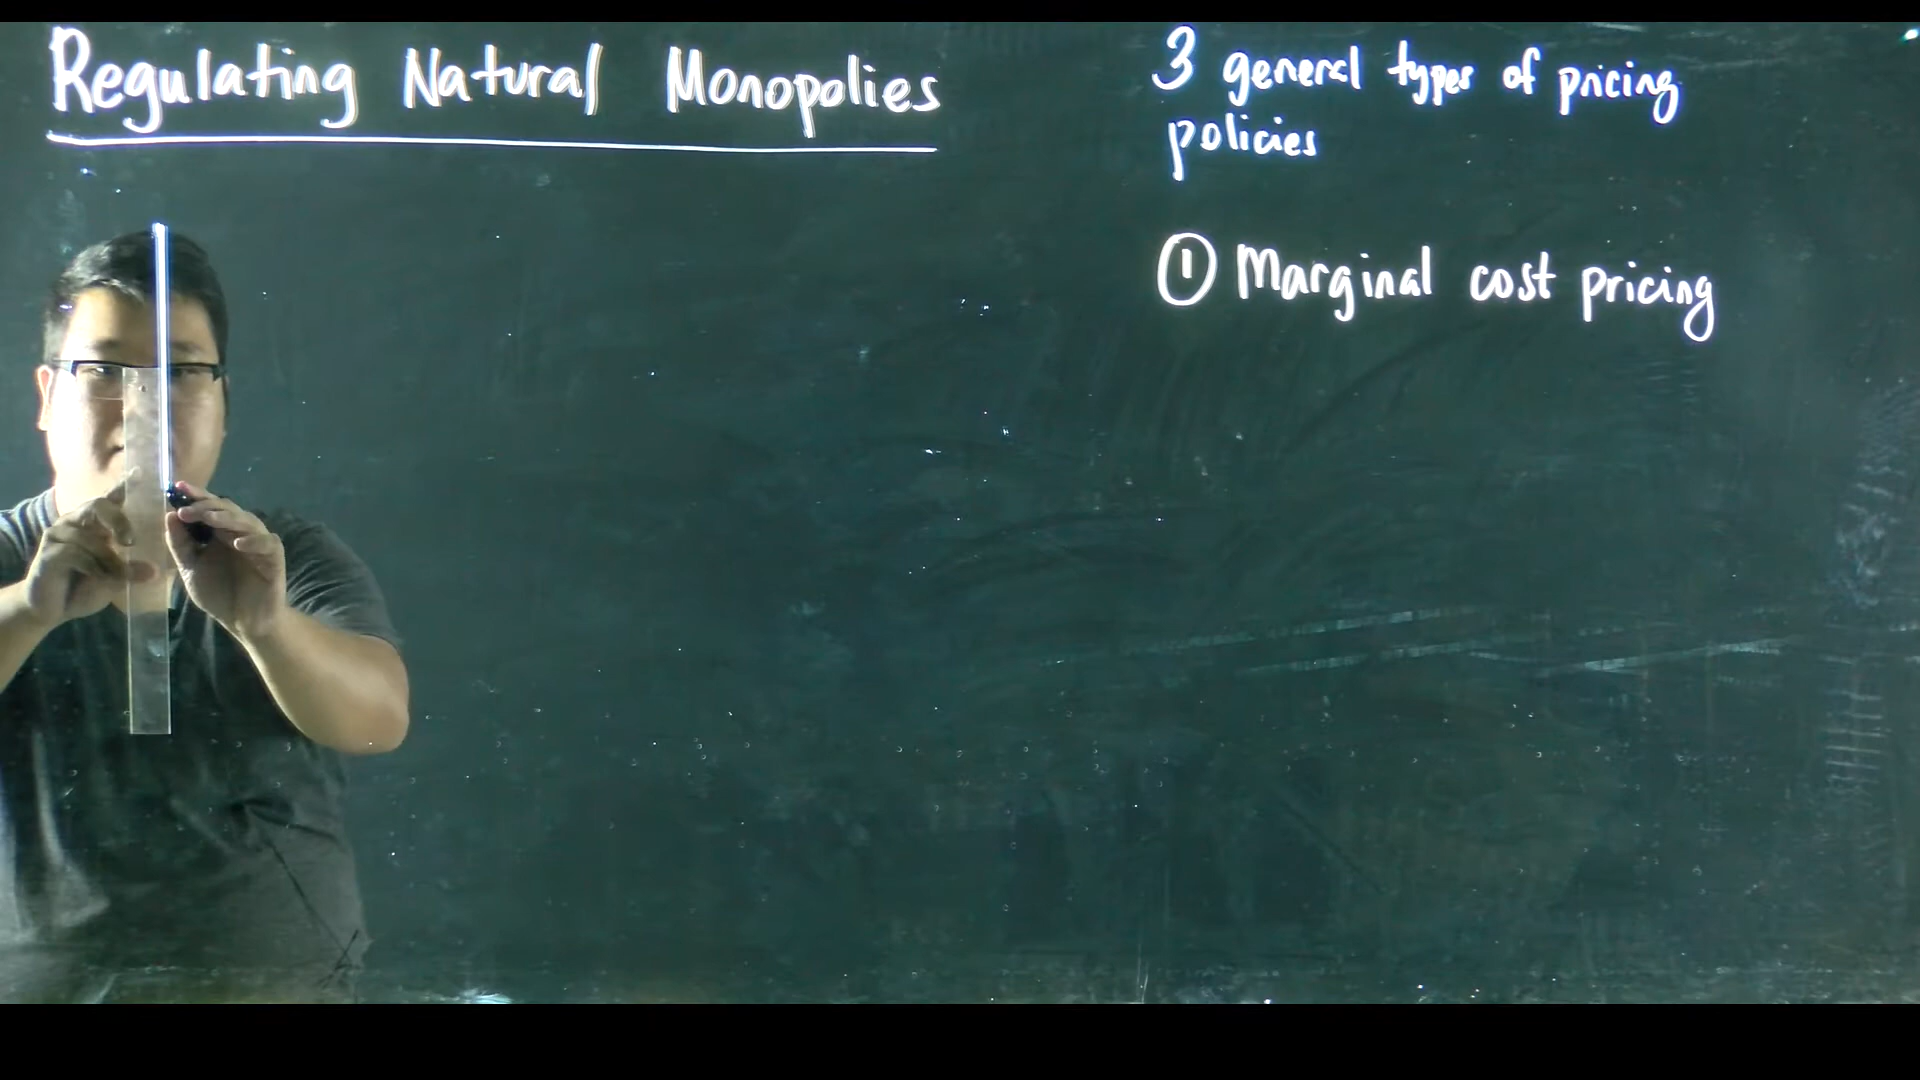 Regulating Natural Monopolies
3 general types of pricing
policies
① Marginal cost pricing